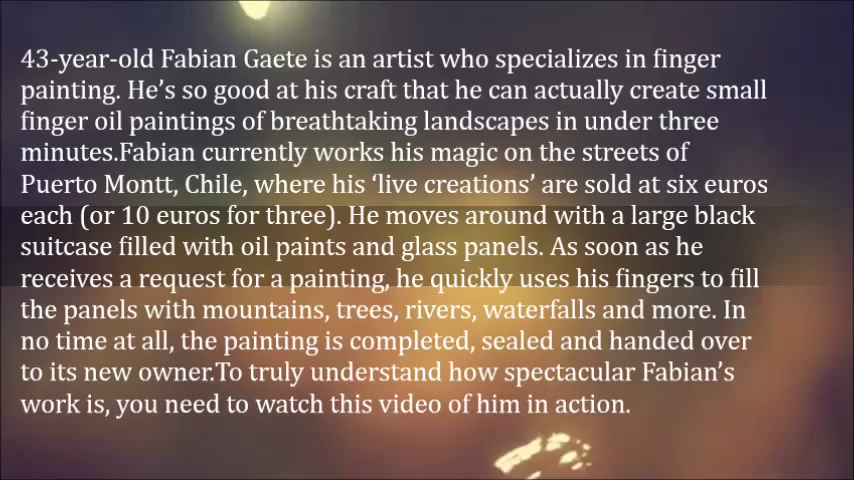 43-year-old Fabian Gaete is an artist who specializes in finger
painting. He’s so good at his craft that he can actually create small
finger oil paintings of breathtaking landscapes in under three
minutes.Fabian currently works his magic on the streets of
Puerto Montt, Chile, where his ‘live creations’ are sold at six euros
each (or 10 euros for three). He moves around with a large black
suitcase filled with oil paints and glass panels. As soon as he
receives a request for a painting, he quickly uses his fingers to fill
the panels with mountains, trees, rivers, waterfalls and more. In
no time at all, the painting is completed, sealed and handed over
to its new owner.To truly understand how spectacular Fabian’s
work is, you need to watch this video of him in action.